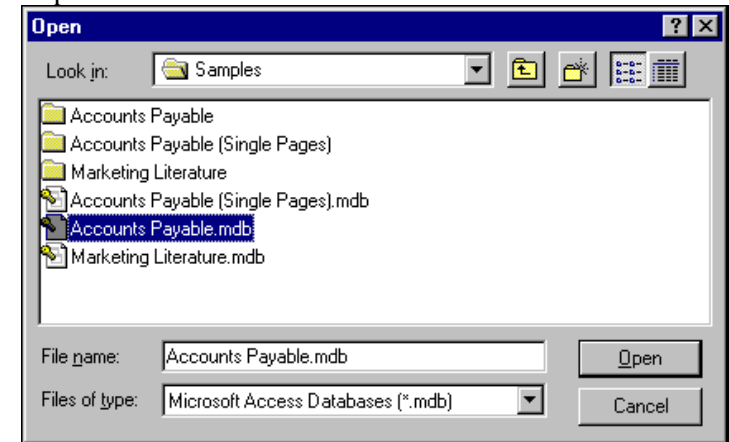 Open
Look in: Samples
Accounts Payable
Accounts Payable (Single Pages)
Marketing Literature
Accounts Payable (Single Pages).mdb
Accounts Payable.mdb
Marketing Literature.mdb
File name: Accounts Payable.mdb Open
Files of type: Microsoft Access Databases (*.mdb) Cancel